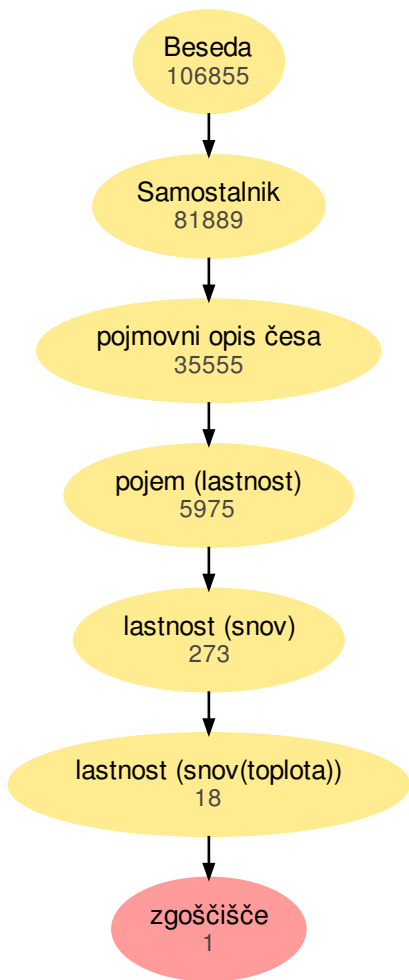 Beseda
106855
Samostalnik
81889
pojmovni opis česa
35555
pojem (lastnost)
5975
lastnost (snov)
273
lastnost (snov(toplota))
18
zgoščišče
1